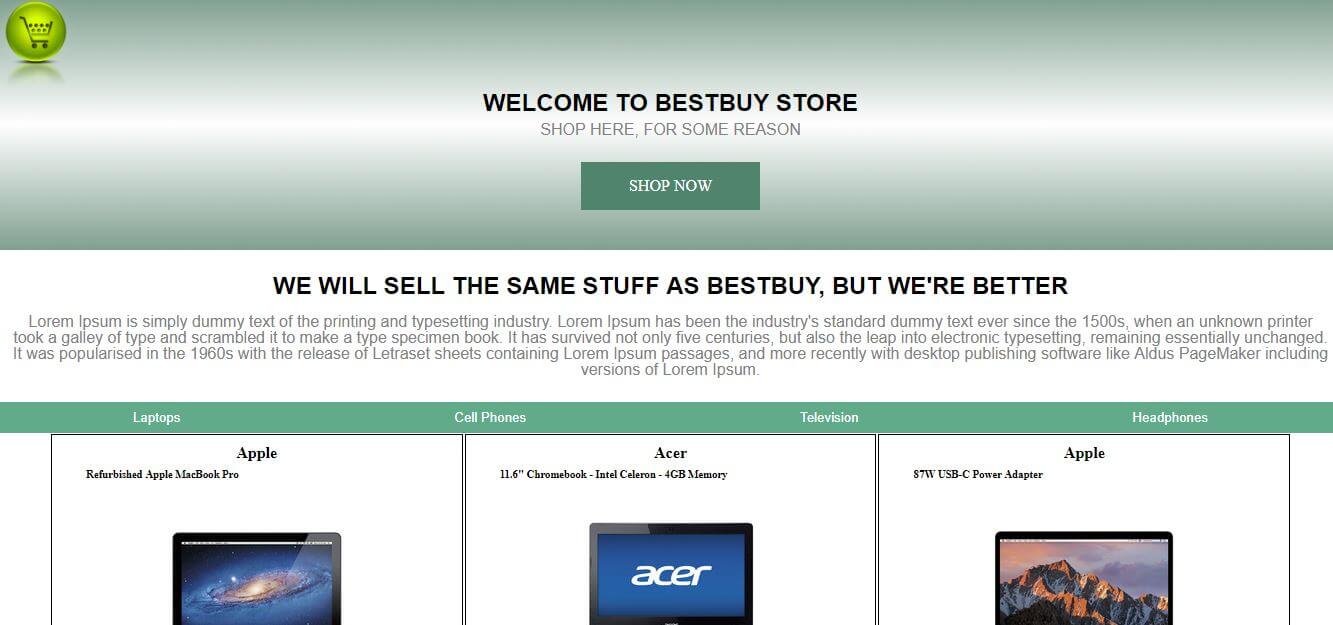 WELCOME TO BESTBUY STORE
SHOP HERE, FOR SOME REASON
SHOP NOW
WE WILL SELL THE SAME STUFF AS BESTBUY, BUT WE'RE BETTER
Lorem Ipsum is simply dummy text of the printing and typesetting industry. Lorem Ipsum has been the industry's standard dummy text ever since the 1500s, when an unknown printer
took a galley of type and scrambled it to make a type specimen book. It has survived not only five centuries, but also the leap into electronic typesetting, remaining essentially unchanged.
It was popularised in the 1960s with the release of Letraset sheets containing Lorem Ipsum passages, and more recently with desktop publishing software like Aldus PageMaker including
versions of Lorem Ipsum.
Laptops Cell Phones Television Headphones
Apple
Refurbished Apple MacBook Pro
Acer
11.6" Chromebook - Intel Celeron - 4GB Memory
acer
Apple
87W USB-C Power Adapter